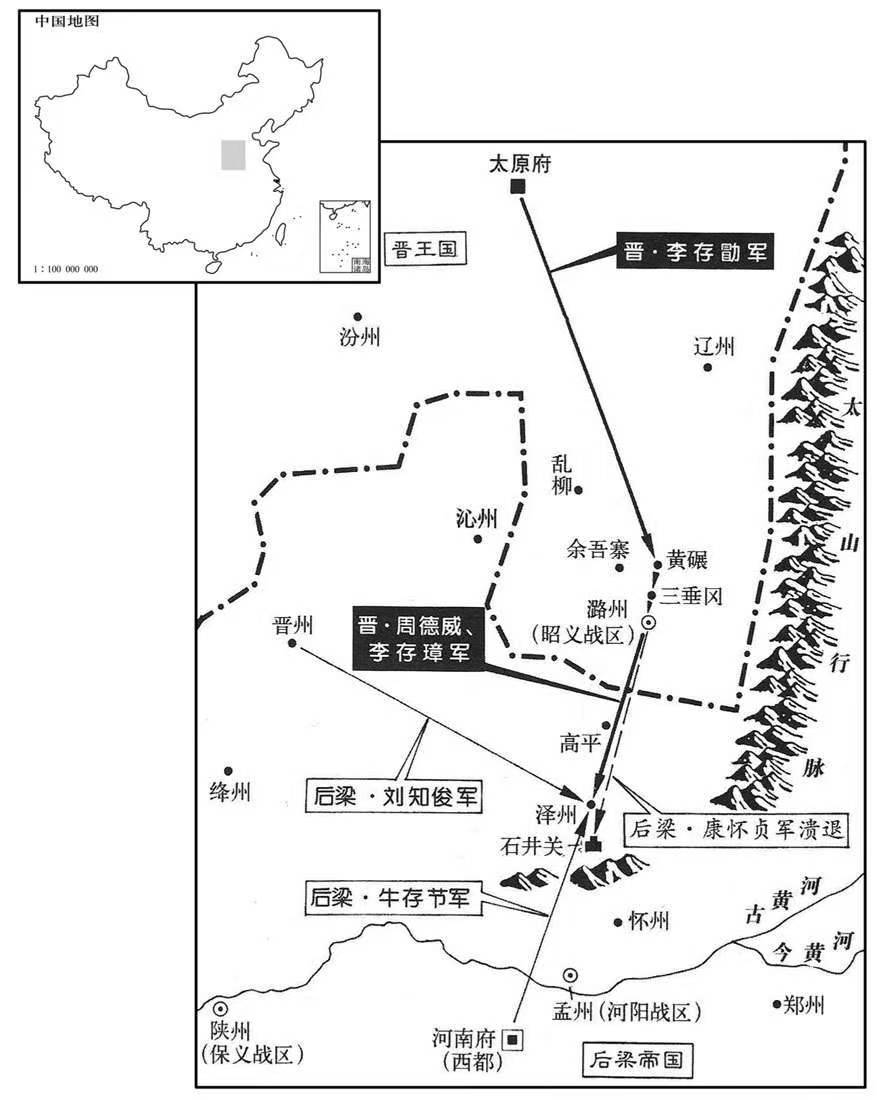 中国地图
1：100 000 000
南海
诸岛
太原府
晋王国
晋·李存勖军
汾州
辽州
太
行
山
脉
乱
柳
沁州
余吾寨
黄碾
三垂冈
潞州
(昭义战区)
晋·周德威、
李存璋军
晋州
高平
绛州
后梁·刘知俊军
泽州
后梁·康怀贞军溃退
石井关
后梁·牛存节军
怀州
古黄河
今黄河
孟州(河阳战区)
郑州
陕州
(保义战区)
河南府
(西都)
后梁帝国